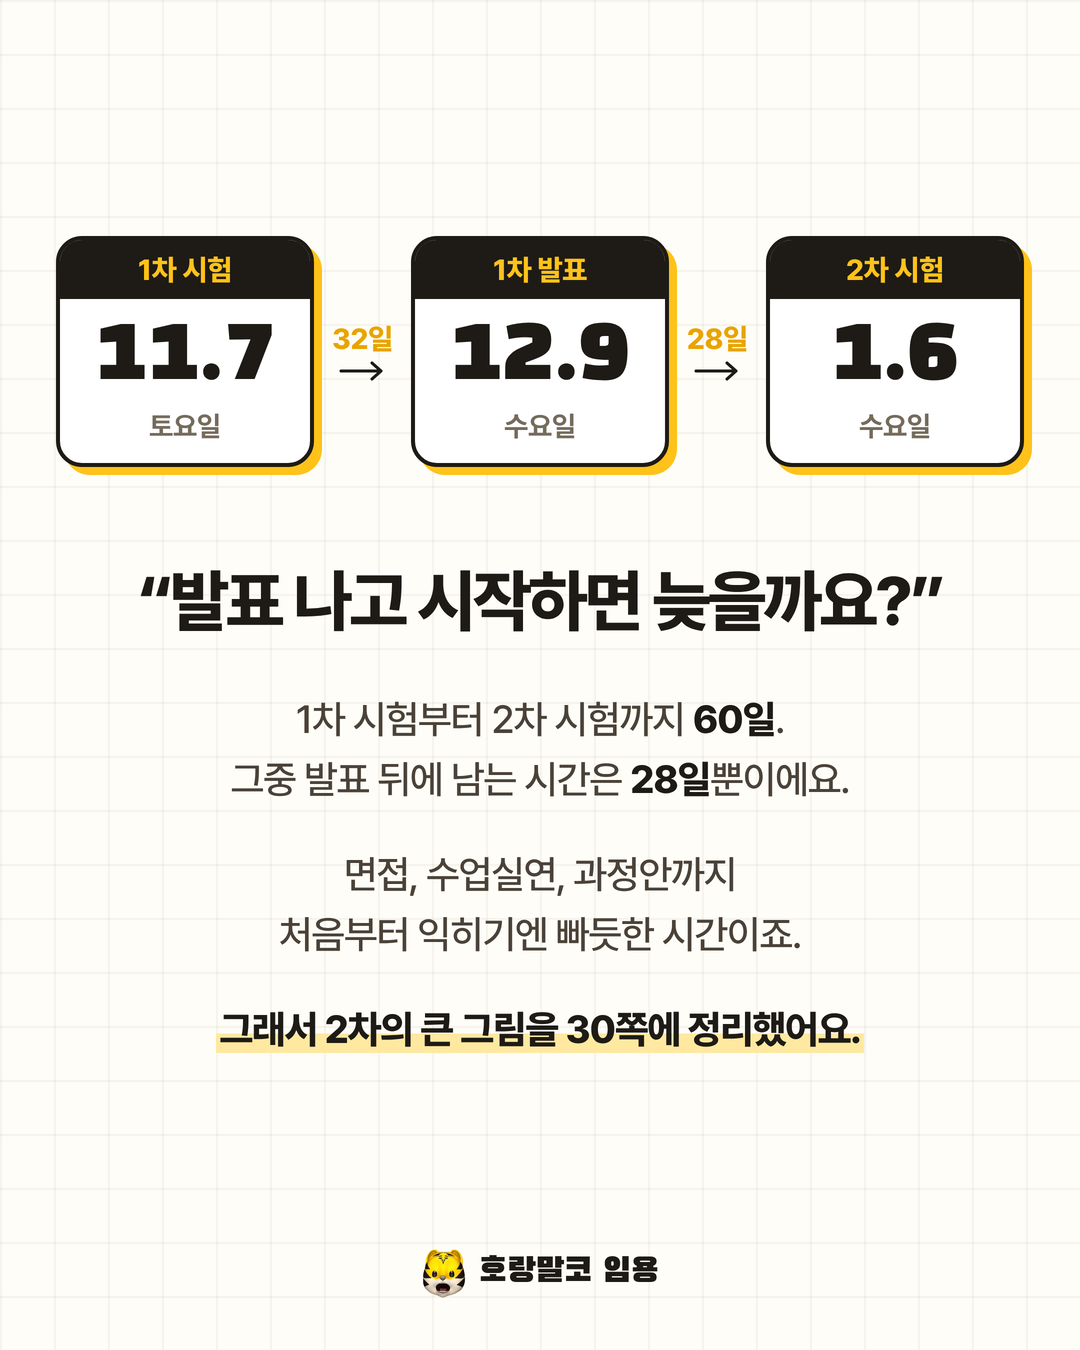 1차 시험
11.7
토요일
32일
→
1차 발표
12.9
수요일
28일
→
2차 시험
1.6
수요일
“발표 나고 시작하면 늦을까요?”
1차 시험부터 2차 시험까지 60일.
그중 발표 뒤에 남는 시간은 28일뿐이에요.
면접, 수업실연, 과정안까지
처음부터 익히기엔 빠듯한 시간이죠.
그래서 2차의 큰 그림을 30쪽에 정리했어요.
호랑말코 임용